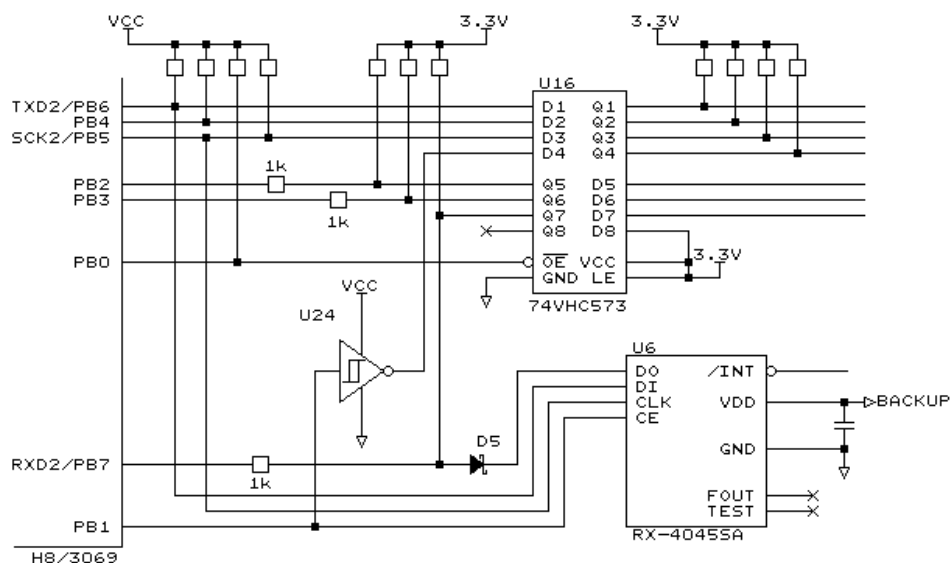 VCC
3.3V
3.3V
U16
TXD2/PB6
D1 Q1
PB4
D2 Q2
SCK2/PB5
D3 Q3
D4 Q4
1k
PB2
Q5 D5
PB3
Q6 D6
1k
Q7 D7
Q8 D8
PB0
OE VCC
3.3V
GND LE
VCC
74VHC573
U24
U6
DO /INT
DI
CLK VDD
BACKUP
CE
D5
GND
RXD2/PB7
1k
FOUT
TEST
PB1
RX-4045SA
H8/3069